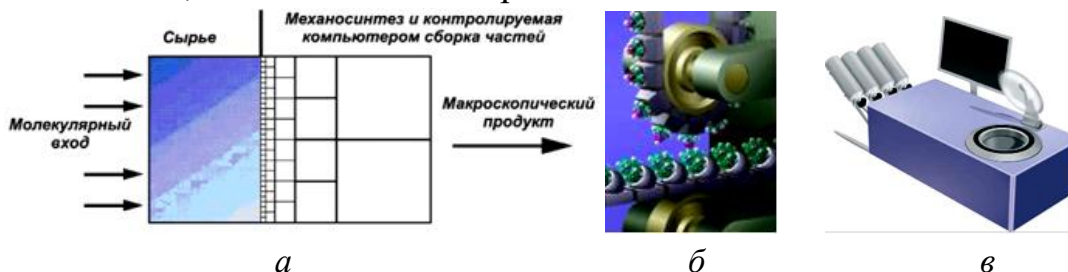 Сырье
Механосинтез и контролируемая
компьютером сборка частей
Молекулярный
вход
Макроскопический
продукт
а
б
в